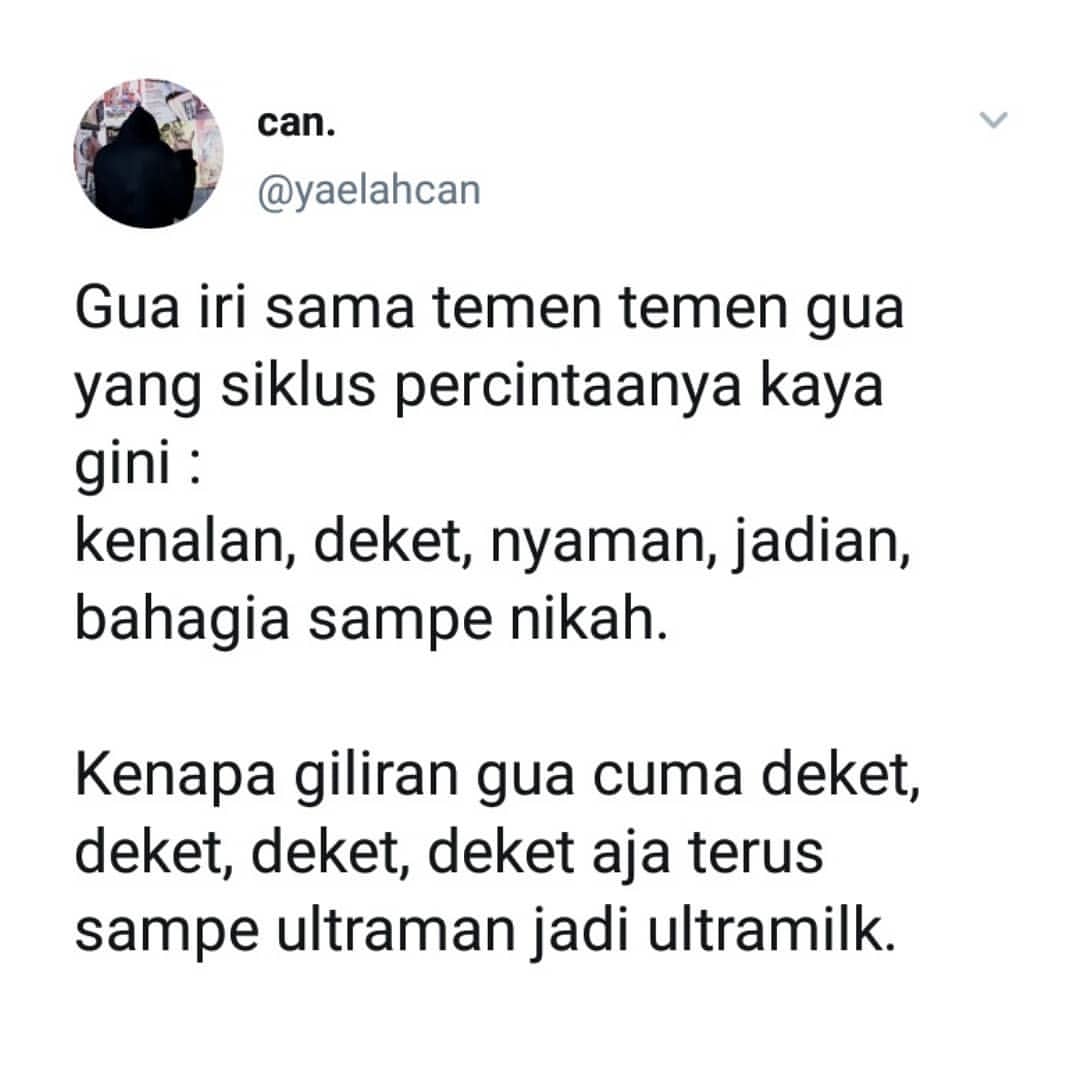 can.
@yaelahcan
Gua iri sama temen temen gua
yang siklus percintaanya kaya
gini :
kenalan, deket, nyaman, jadian,
bahagia sampe nikah.
Kenapa giliran gua cuma deket,
deket, deket, deket aja terus
sampe ultraman jadi ultramilk.